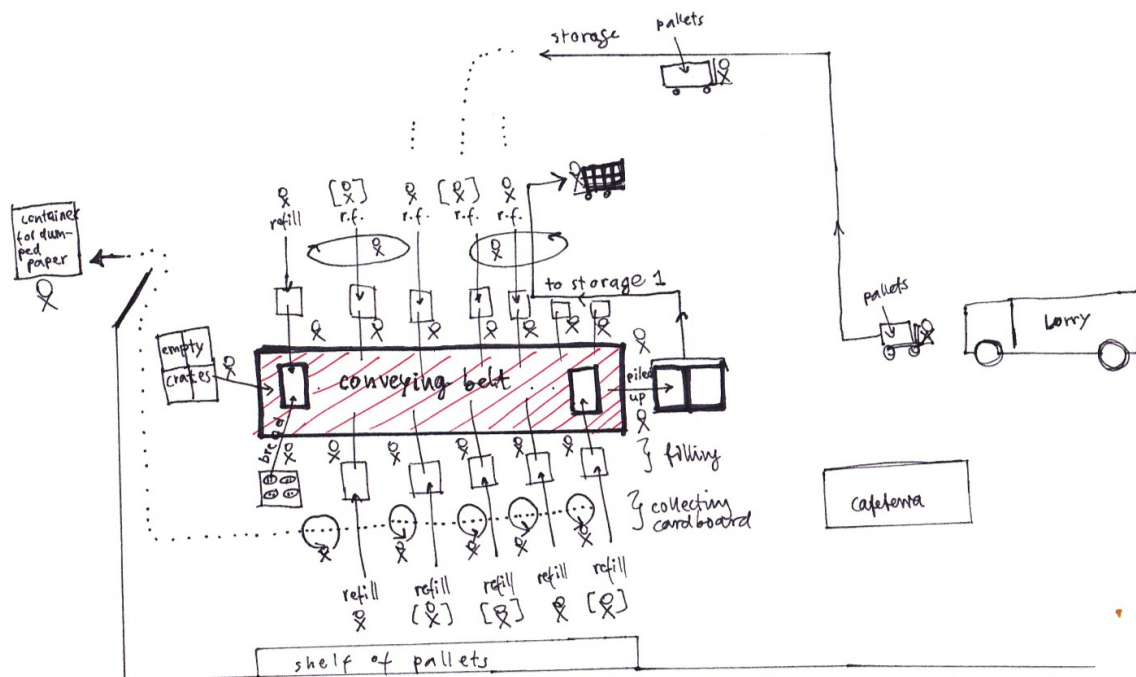 pallets
storage
[ ]
[ ]
refill
r.f.
r.f.
r.f.
r.f.
container
for dum-
ped
paper
to storage 1
pallets
Lorry
empty
crates
conveying belt
piled
up
bread
} filling
} collecting
cardboard
Cafeteria
refill
refill
refill
refill
refill
[ ]
[ ]
[ ]
shelf of pallets